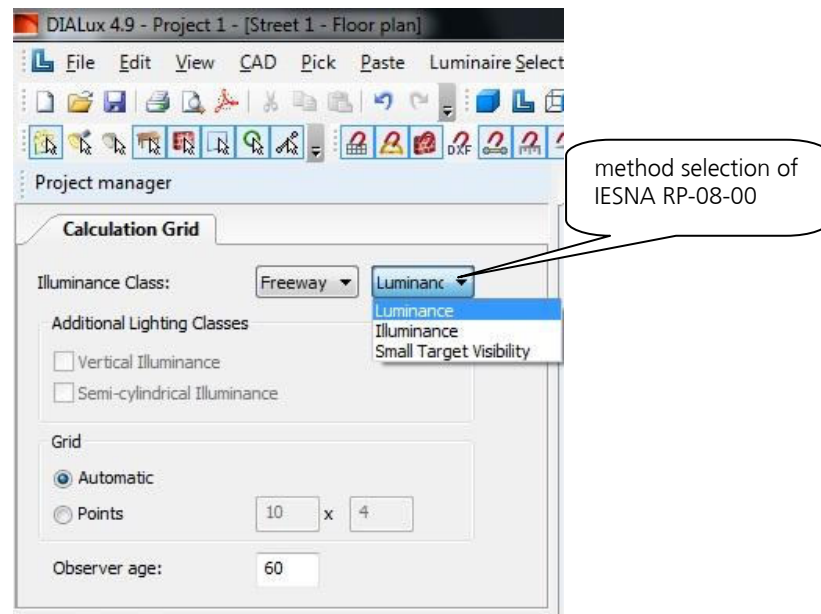 DIALux 4.9 - Project 1 - [Street 1 - Floor plan]
File Edit View CAD Pick Paste Luminaire Select
DXF
method selection of
IESNA RP-08-00
Project manager
Calculation Grid
Illuminance Class: Freeway Luminanc
Luminance
Illuminance
Small Target Visibility
Additional Lighting Classes
Vertical Illuminance
Semi-cylindrical Illuminance
Grid
Automatic
Points 10 x 4
Observer age: 60